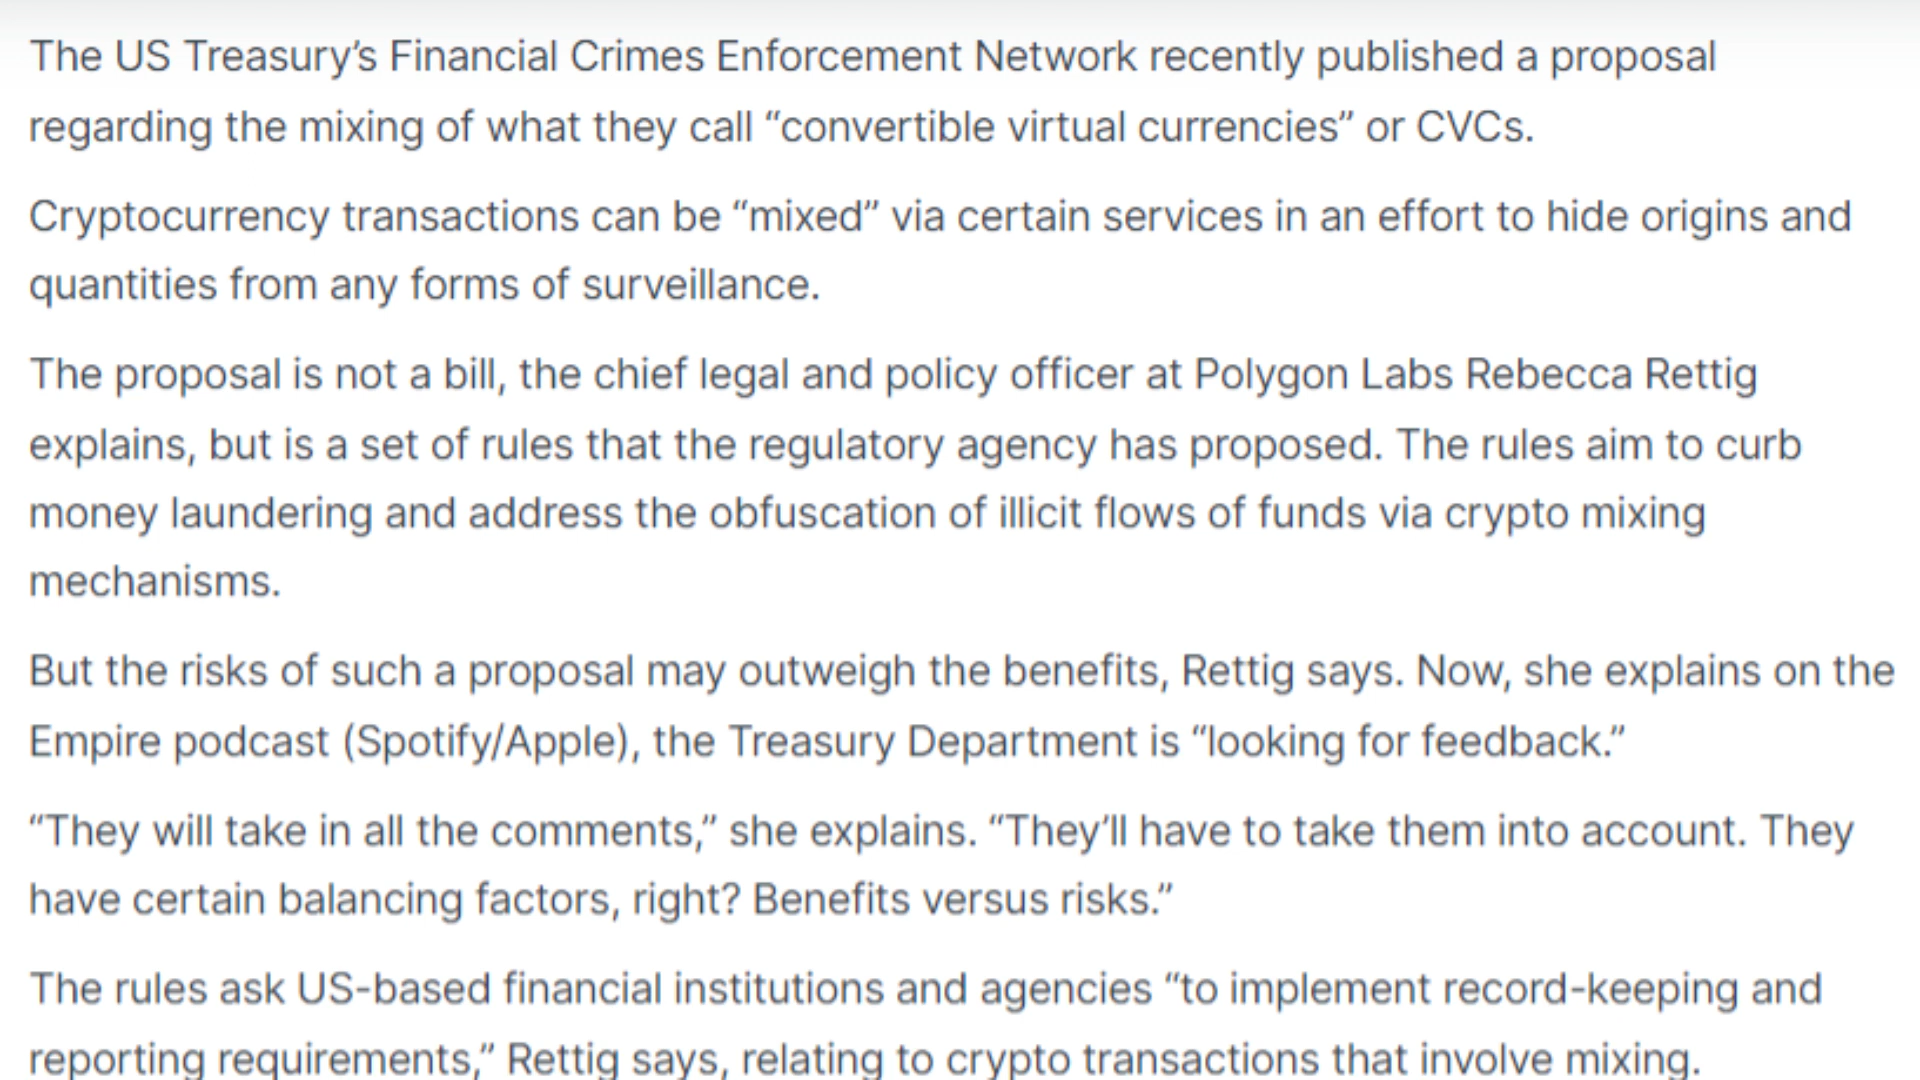 The US Treasury’s Financial Crimes Enforcement Network recently published a proposal
regarding the mixing of what they call “convertible virtual currencies” or CVCs.
Cryptocurrency transactions can be “mixed” via certain services in an effort to hide origins and
quantities from any forms of surveillance.
The proposal is not a bill, the chief legal and policy officer at Polygon Labs Rebecca Rettig
explains, but is a set of rules that the regulatory agency has proposed. The rules aim to curb
money laundering and address the obfuscation of illicit flows of funds via crypto mixing
mechanisms.
But the risks of such a proposal may outweigh the benefits, Rettig says. Now, she explains on the
Empire podcast (Spotify/Apple), the Treasury Department is “looking for feedback.”
“They will take in all the comments,” she explains. “They’ll have to take them into account. They
have certain balancing factors, right? Benefits versus risks.”
The rules ask US-based financial institutions and agencies “to implement record-keeping and
reporting requirements,” Rettig says, relating to crypto transactions that involve mixing.